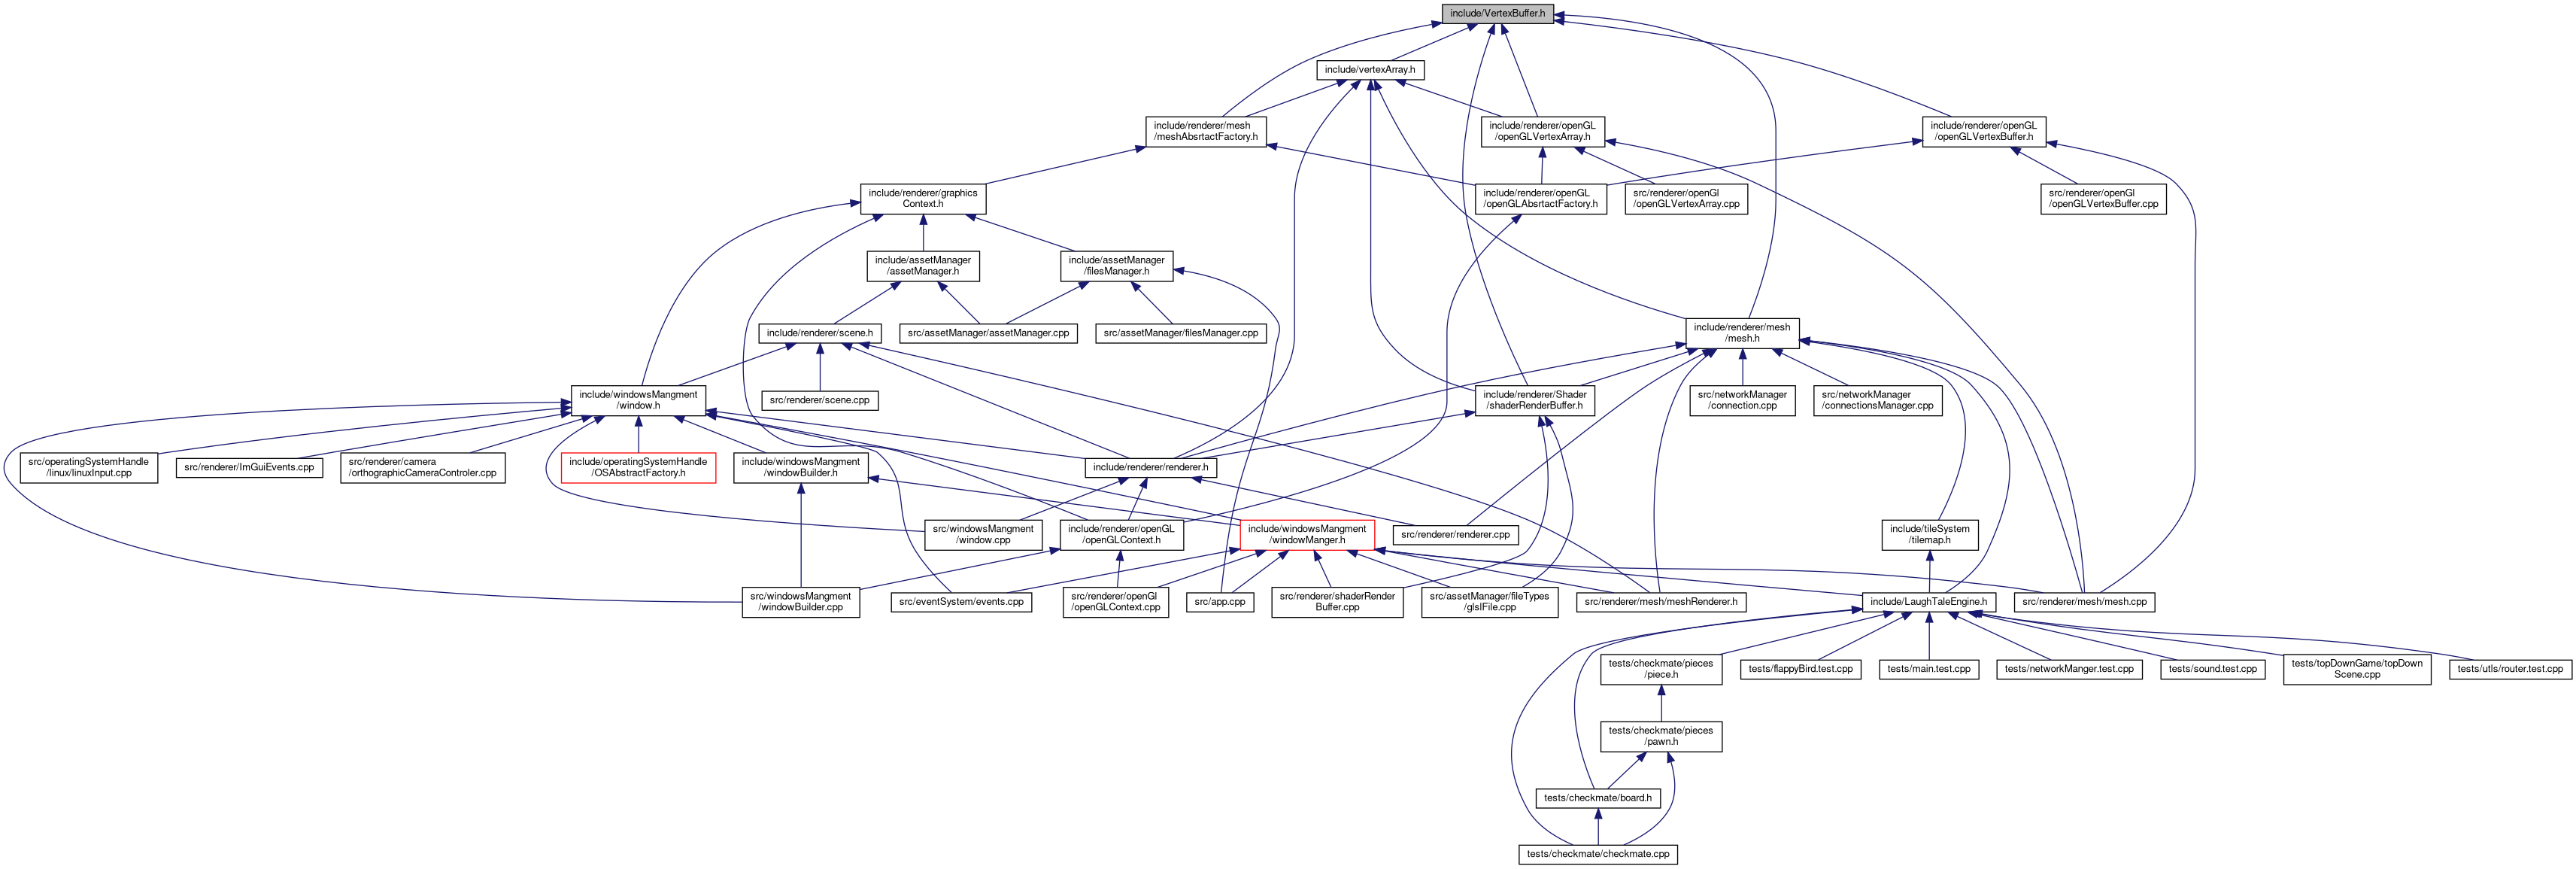 include/VertexBuffer.h
include/vertexArray.h
include/renderer/mesh
/meshAbsrtactFactory.h
include/renderer/openGL
/openGLVertexArray.h
include/renderer/openGL
/openGLVertexBuffer.h
include/renderer/graphics
Context.h
include/renderer/openGL
/openGLAbsrtactFactory.h
src/renderer/openGl
/openGLVertexArray.cpp
src/renderer/openGl
/openGLVertexBuffer.cpp
include/assetManager
/assetManager.h
include/assetManager
/filesManager.h
include/renderer/scene.h
src/assetManager/assetManager.cpp
src/assetManager/filesManager.cpp
include/renderer/mesh
/mesh.h
include/windowsMangment
/window.h
src/renderer/scene.cpp
include/renderer/Shader
/shaderRenderBuffer.h
src/networkManager
/connection.cpp
src/networkManager
/connectionsManager.cpp
src/operatingSystemHandle
/linux/linuxInput.cpp
src/renderer/ImGuiEvents.cpp
src/renderer/camera
/orthographicCameraControler.cpp
include/operatingSystemHandle
/OSAbstractFactory.h
include/windowsMangment
/windowBuilder.h
include/renderer/renderer.h
src/windowsMangment
/window.cpp
include/renderer/openGL
/openGLContext.h
include/windowsMangment
/windowManger.h
src/renderer/renderer.cpp
include/tileSystem
/tilemap.h
src/windowsMangment
/windowBuilder.cpp
src/eventSystem/events.cpp
src/renderer/openGl
/openGLContext.cpp
src/app.cpp
src/renderer/shaderRender
Buffer.cpp
src/assetManager/fileTypes
/glslFile.cpp
src/renderer/mesh/meshRenderer.h
include/LaughTaleEngine.h
src/renderer/mesh/mesh.cpp
tests/checkmate/pieces
/piece.h
tests/flappyBird.test.cpp
tests/main.test.cpp
tests/networkManger.test.cpp
tests/sound.test.cpp
tests/topDownGame/topDown
Scene.cpp
tests/utls/router.test.cpp
tests/checkmate/pieces
/pawn.h
tests/checkmate/board.h
tests/checkmate/checkmate.cpp